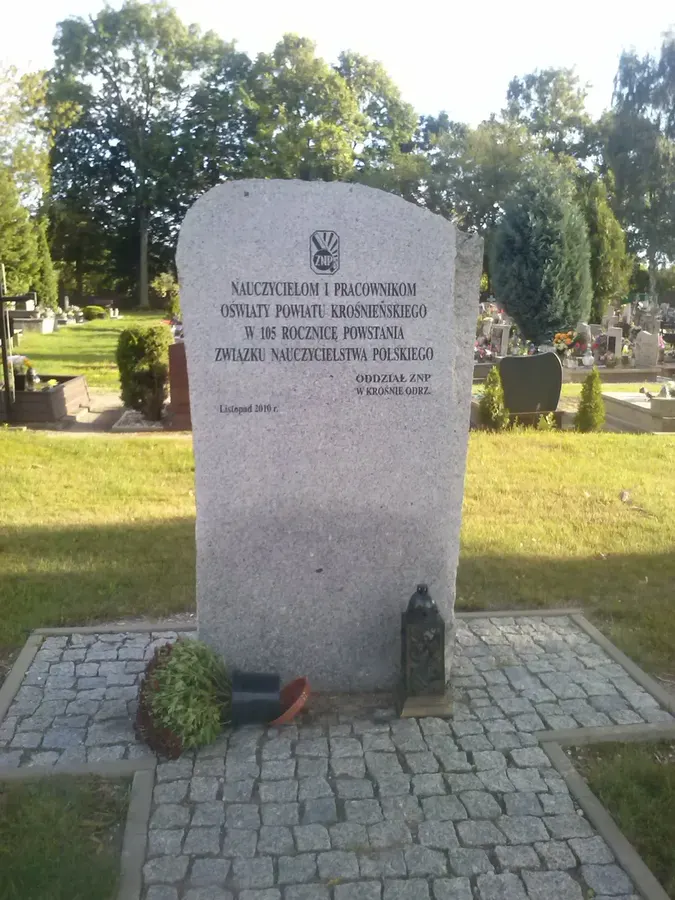 ZNP
NAUCZYCIELOM I PRACOWNIKOM
OŚWIATY POWIATU KROŚNIEŃSKIEGO
W 105 ROCZNICĘ POWSTANIA
ZWIĄZKU NAUCZYCIELSTWA POLSKIEGO
ODDZIAŁ ZNP
W KROŚNIE ODRZ.
Listopad 2010 r.